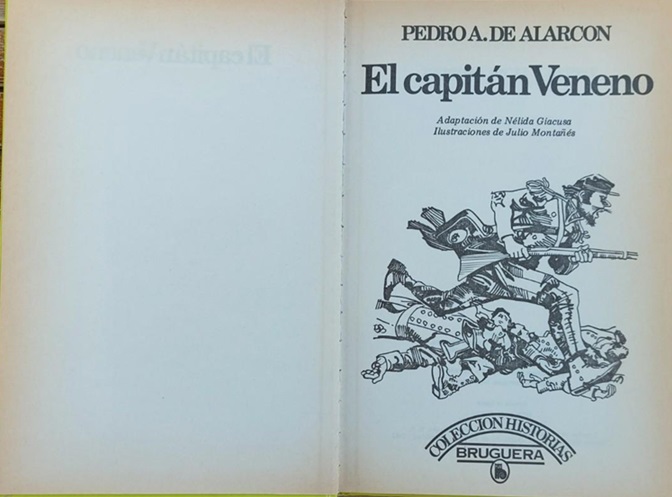 PEDRO A. DE ALARCON
El capitán Veneno
Adaptación de Nélida Giacusa
Ilustraciones de Julio Montañés
COLECCION HISTORIAS
BRUGUERA